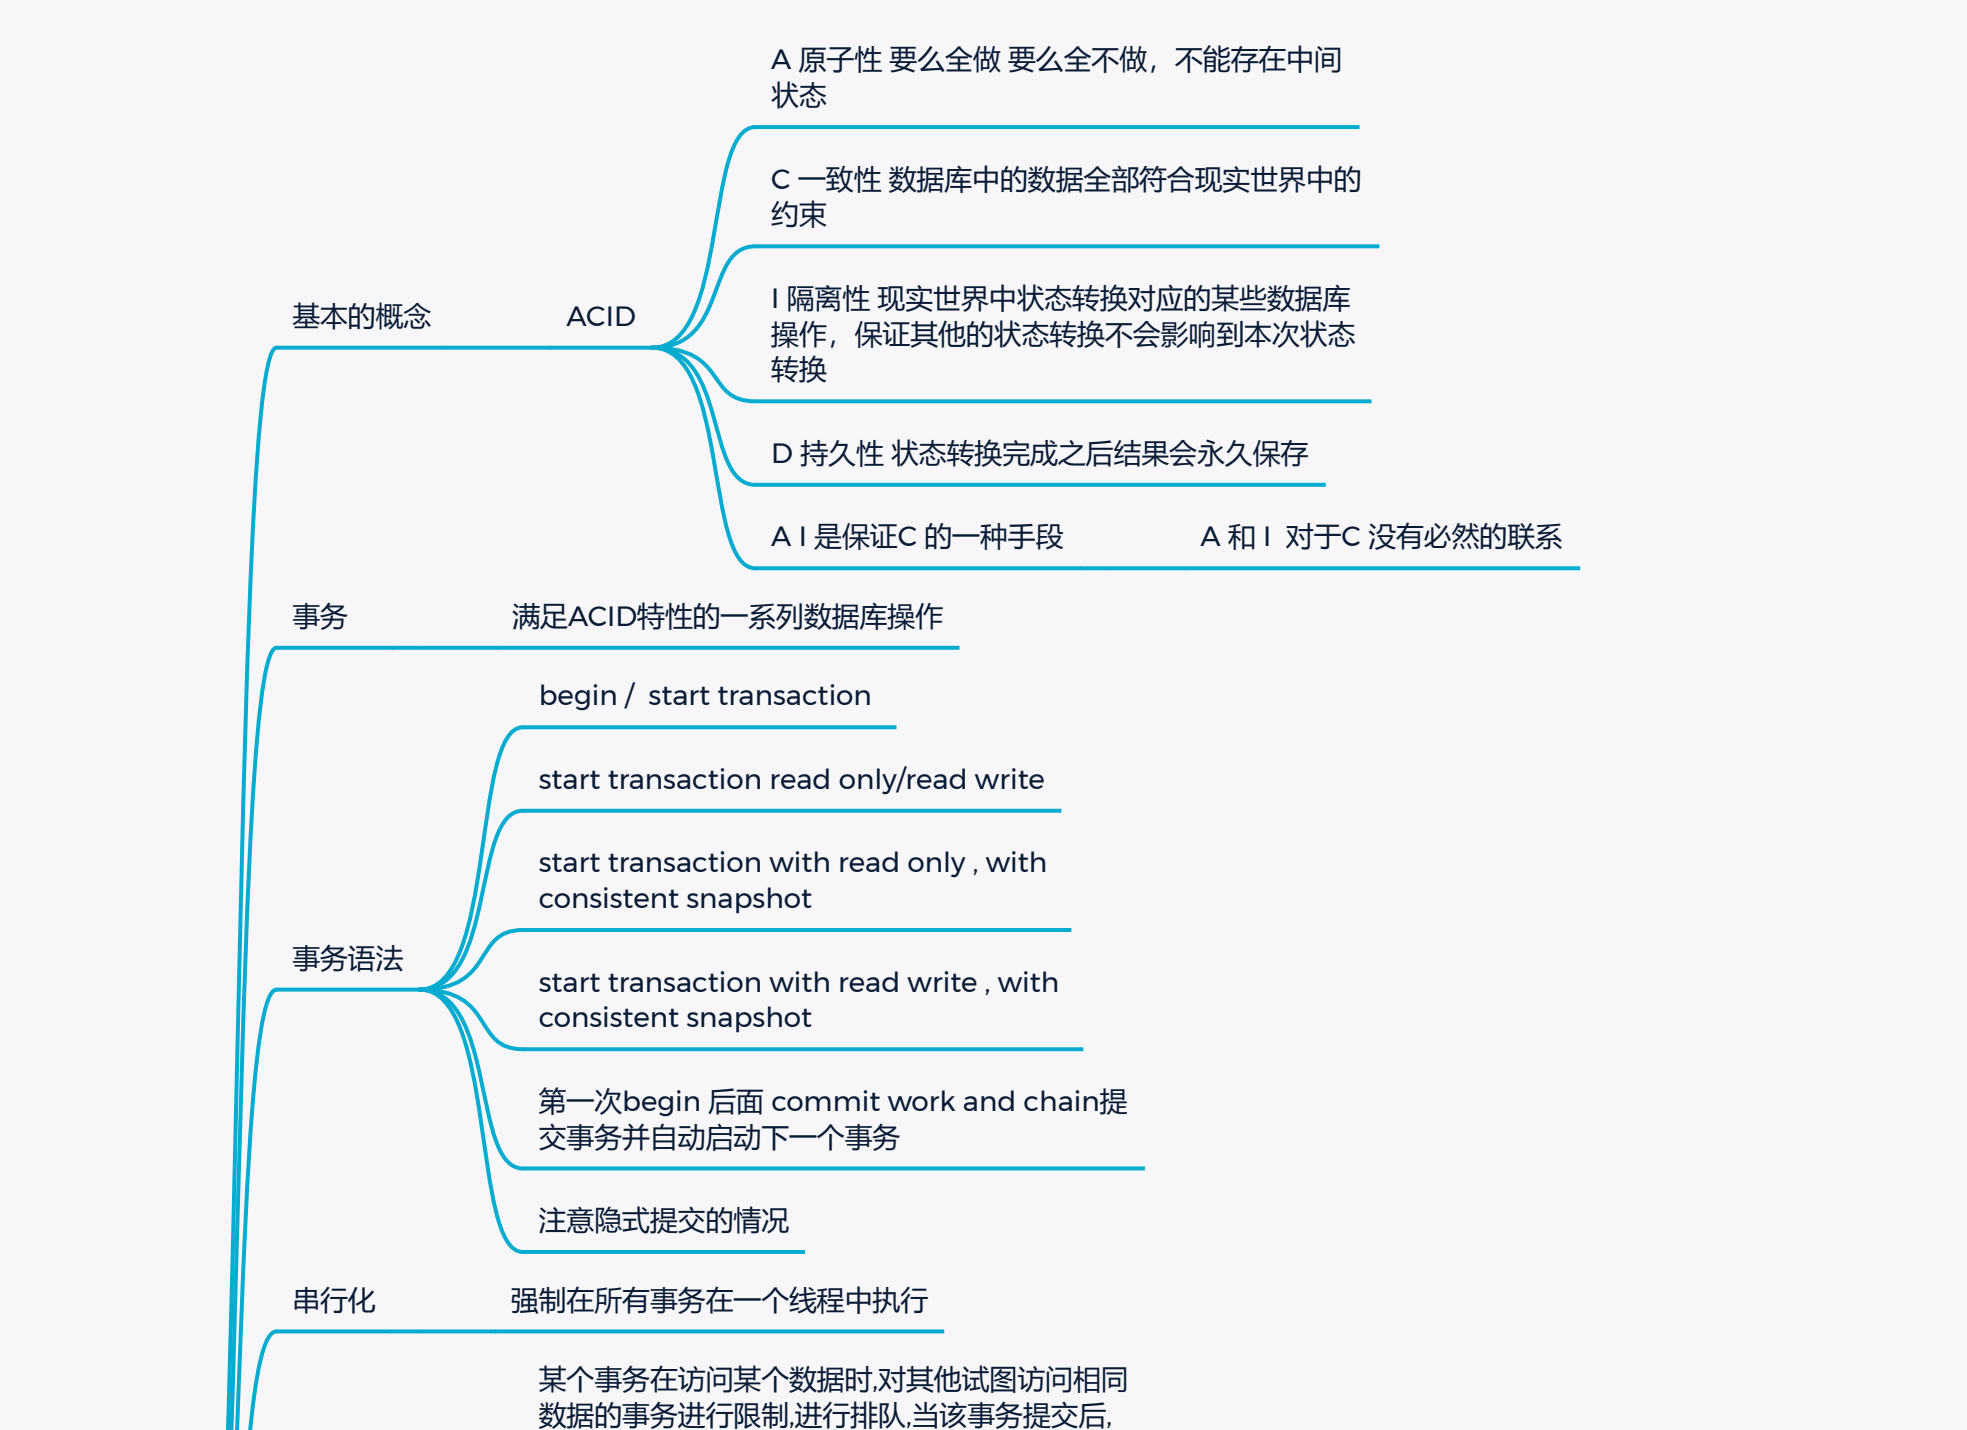 A 原子性 要么全做 要么全不做，不能存在中间
状态
C 一致性 数据库中的数据全部符合现实世界中的
约束
I 隔离性 现实世界中状态转换对应的某些数据库
操作，保证其他的状态转换不会影响到本次状态
转换
基本的概念
ACID
D 持久性 状态转换完成之后结果会永久保存
A I 是保证C 的一种手段
A 和 I  对于C 没有必然的联系
事务
满足ACID特性的一系列数据库操作
begin /  start transaction
start transaction read only/read write
start transaction with read only , with
consistent snapshot
事务语法
start transaction with read write , with
consistent snapshot
第一次begin 后面 commit work and chain提
交事务并自动启动下一个事务
注意隐式提交的情况
串行化
强制在所有事务在一个线程中执行
某个事务在访问某个数据时,对其他试图访问相同
数据的事务进行限制,进行排队,当该事务提交后,